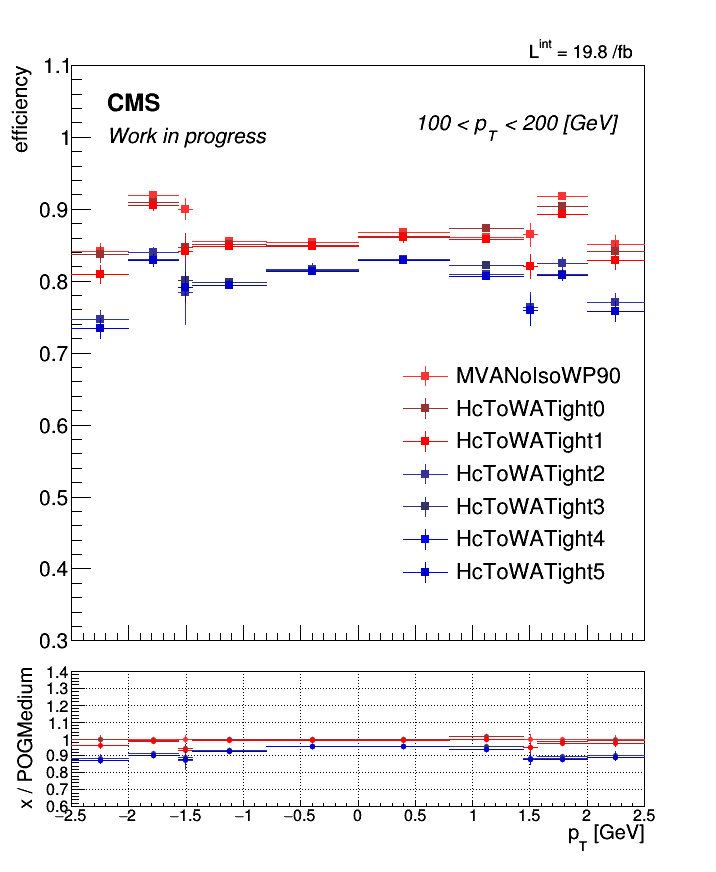 L^int = 19.8 /fb
efficiency
CMS
Work in progress
100 < p_T < 200 [GeV]
1.1
1
0.9
0.8
0.7
0.6
0.5
0.4
0.3
MVANoIsoWP90
HcToWATight0
HcToWATight1
HcToWATight2
HcToWATight3
HcToWATight4
HcToWATight5
x / POGMedium
1.4
1.3
1.2
1.1
1
0.9
0.8
0.7
0.6
−2.5 −2 −1.5 −1 −0.5 0 0.5 1 1.5 2 2.5
p_T [GeV]